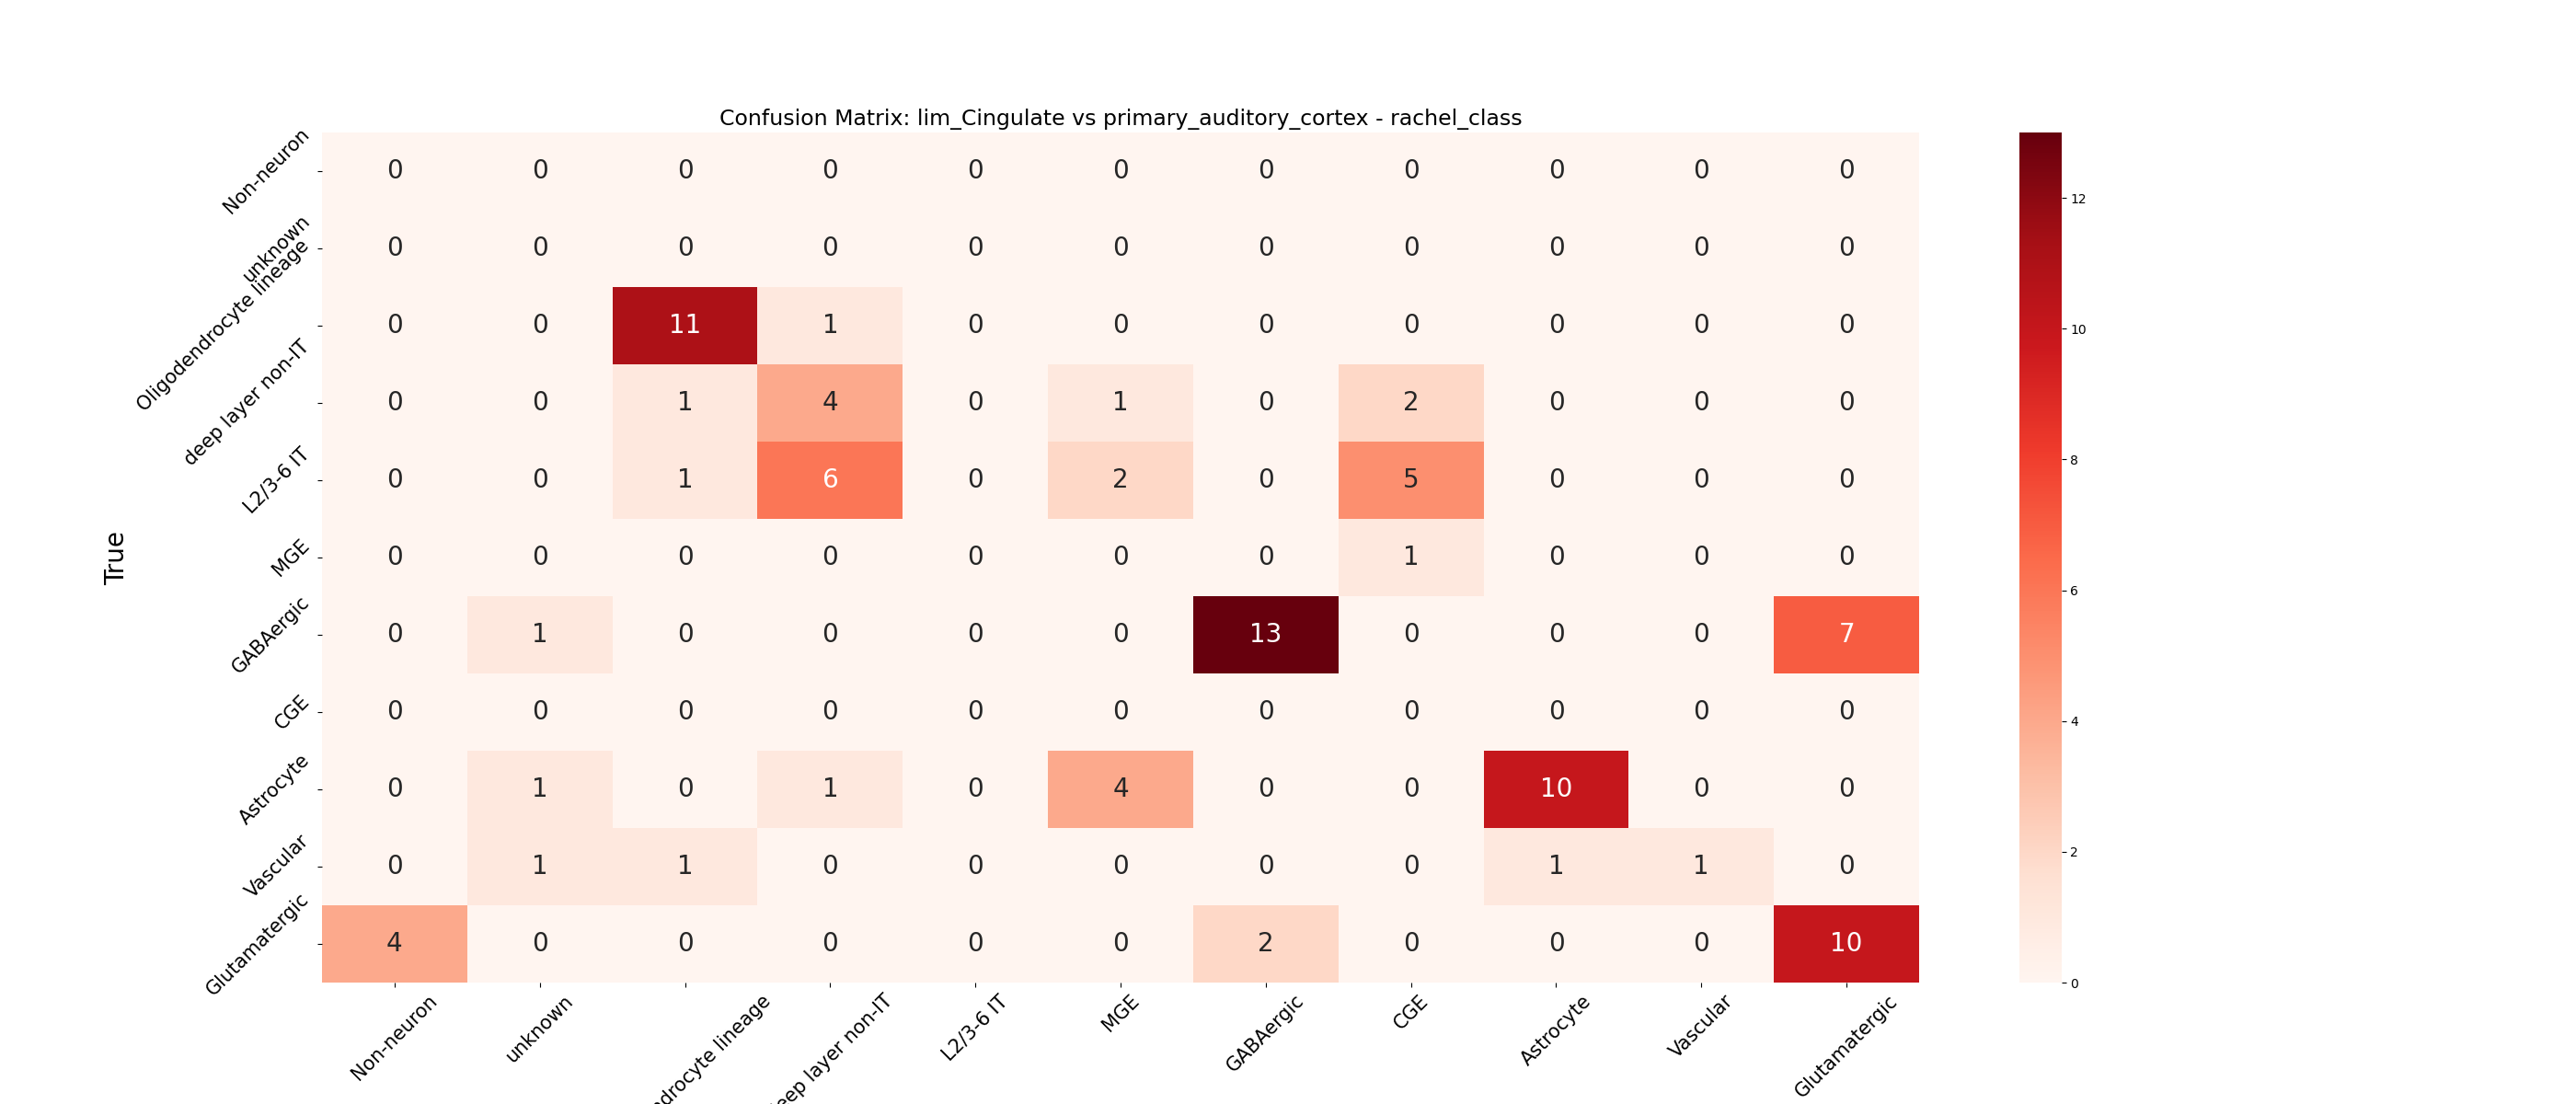 Confusion Matrix: lim_Cingulate vs primary_auditory_cortex - rachel_class
Non-neuron 0 0 0 0 0 0 0 0 0 0 0
unknown 0 0 0 0 0 0 0 0 0 0 0
Oligodendrocyte lineage 0 0 11 1 0 0 0 0 0 0 0
deep layer non-IT 0 0 1 4 0 1 0 2 0 0 0
L2/3-6 IT 0 0 1 6 0 2 0 5 0 0 0
MGE 0 0 0 0 0 0 0 1 0 0 0
GABAergic 0 1 0 0 0 0 13 0 0 0 7
CGE 0 0 0 0 0 0 0 0 0 0 0
Astrocyte 0 1 0 1 0 4 0 0 10 0 0
Vascular 0 1 1 0 0 0 0 0 1 1 0
Glutamatergic 4 0 0 0 0 0 2 0 0 0 10
True
Non-neuron
unknown
ndrocyte lineage
eep layer non-IT
L2/3-6 IT
MGE
GABAergic
CGE
Astrocyte
Vascular
Glutamatergic
12
10
8
6
4
2
0